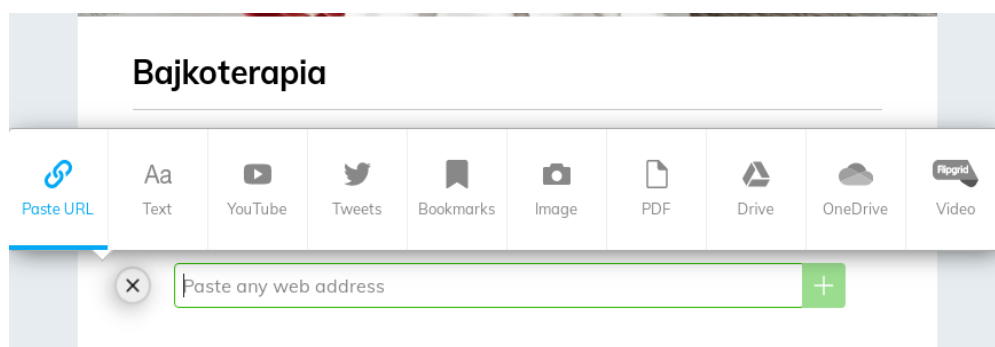 Bajkoterapia
Paste URL
Aa
Text
YouTube
Tweets
Bookmarks
Image
PDF
Drive
OneDrive
Flipgrid
Video
Paste any web address